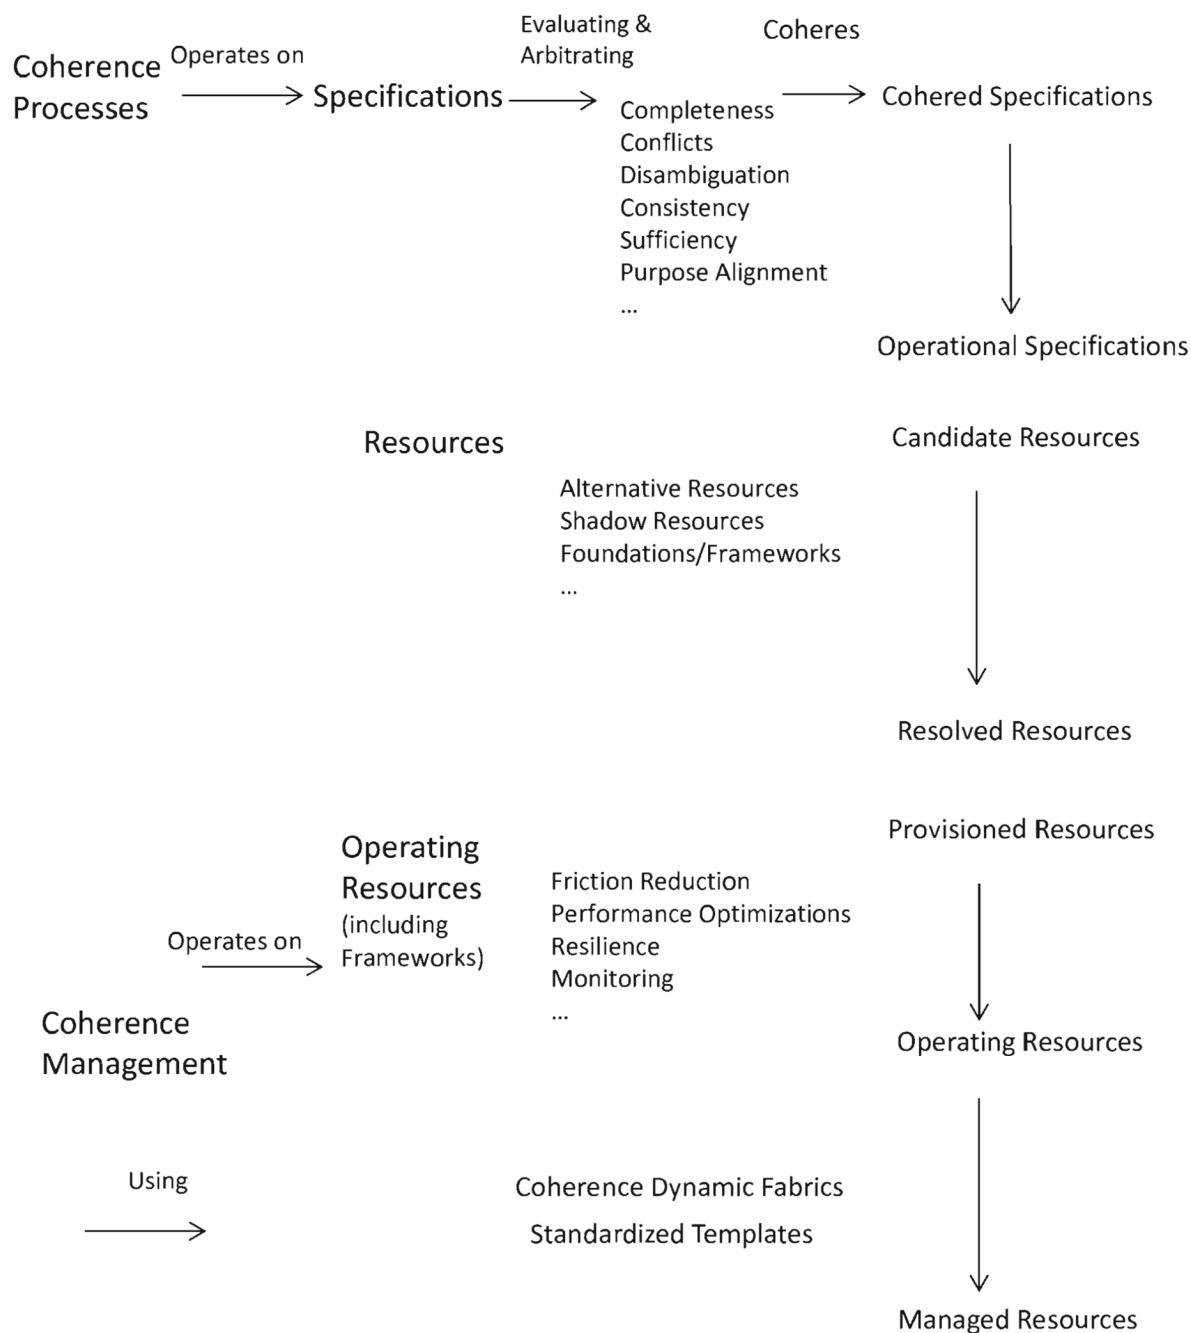 Coherence
Processes
Operates on
Specifications
Evaluating &
Arbitrating
Completeness
Conflicts
Disambiguation
Consistency
Sufficiency
Purpose Alignment
...
Coheres
Cohered Specifications
Operational Specifications
Resources
Alternative Resources
Shadow Resources
Foundations/Frameworks
...
Candidate Resources
Resolved Resources
Provisioned Resources
Operating
Resources
(including
Frameworks)
Friction Reduction
Performance Optimizations
Resilience
Monitoring
...
Operates on
Coherence
Management
Operating Resources
Using
Coherence Dynamic Fabrics
Standardized Templates
Managed Resources